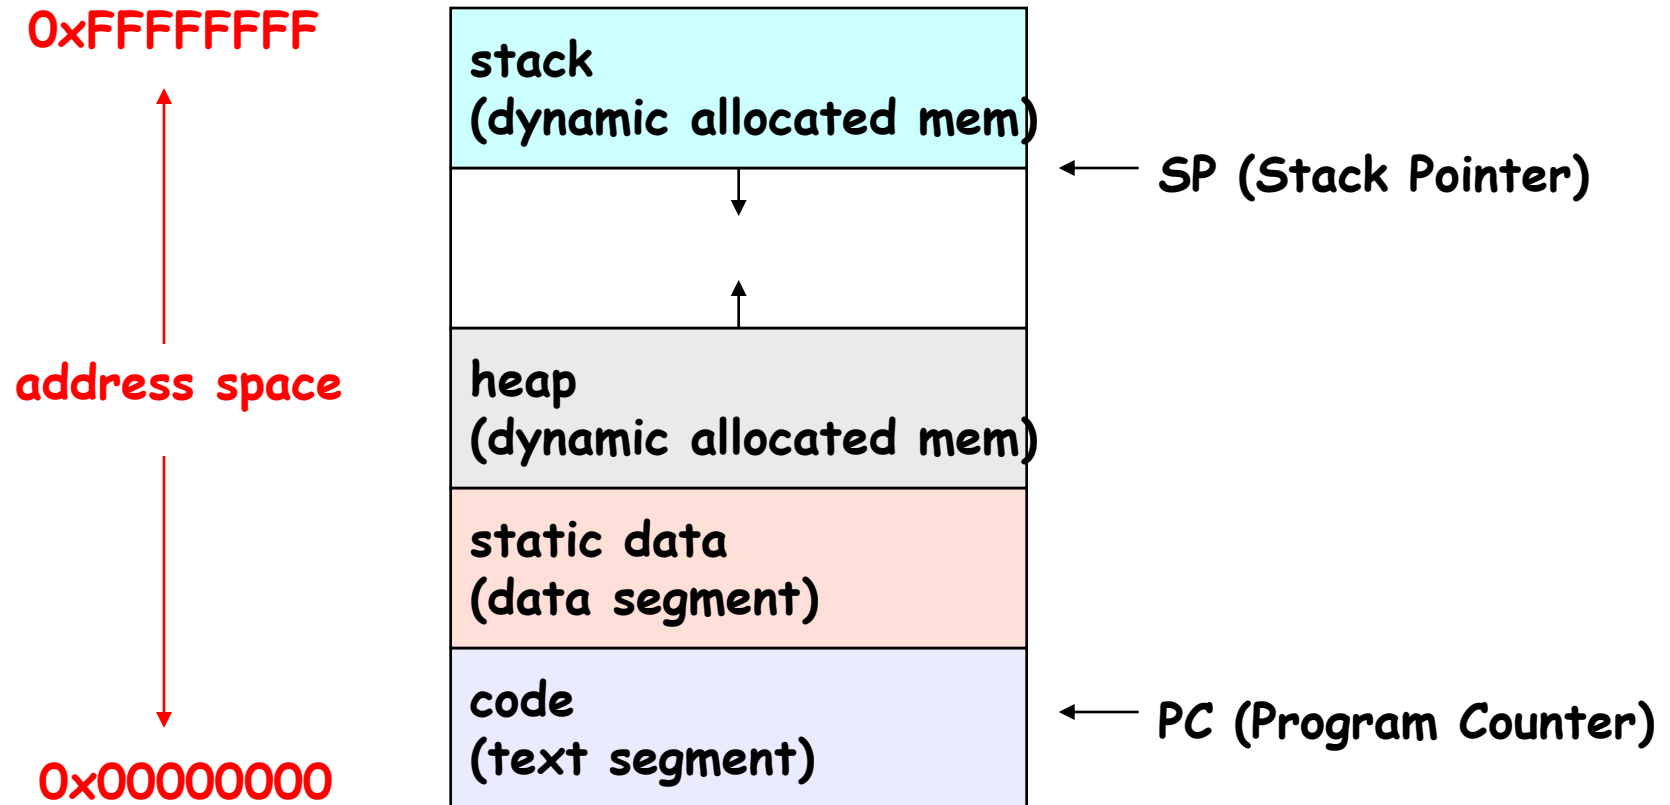 0xFFFFFFFF
stack
(dynamic allocated mem)
SP (Stack Pointer)
address space
heap
(dynamic allocated mem)
static data
(data segment)
code
(text segment)
PC (Program Counter)
0x00000000